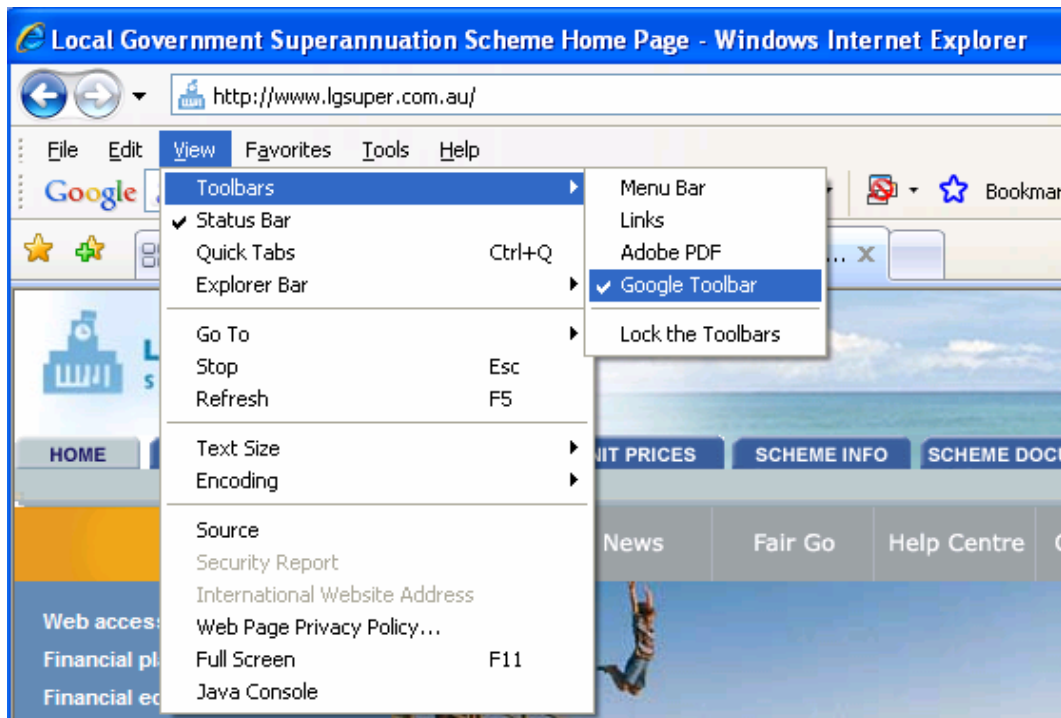 Local Government Superannuation Scheme Home Page - Windows Internet Explorer
http://www.lgsuper.com.au/
File Edit View Favorites Tools Help
Google
Bookmar
Toolbars
Status Bar
Quick Tabs Ctrl+Q
Explorer Bar
Go To
Stop Esc
Refresh F5
Text Size
Encoding
Source
Security Report
International Website Address
Web Page Privacy Policy...
Full Screen F11
Java Console
Menu Bar
Links
Adobe PDF
Google Toolbar
Lock the Toolbars
... X
L
S
HOME NIT PRICES SCHEME INFO SCHEME DOCU
News Fair Go Help Centre
Web access
Financial pl
Financial ed